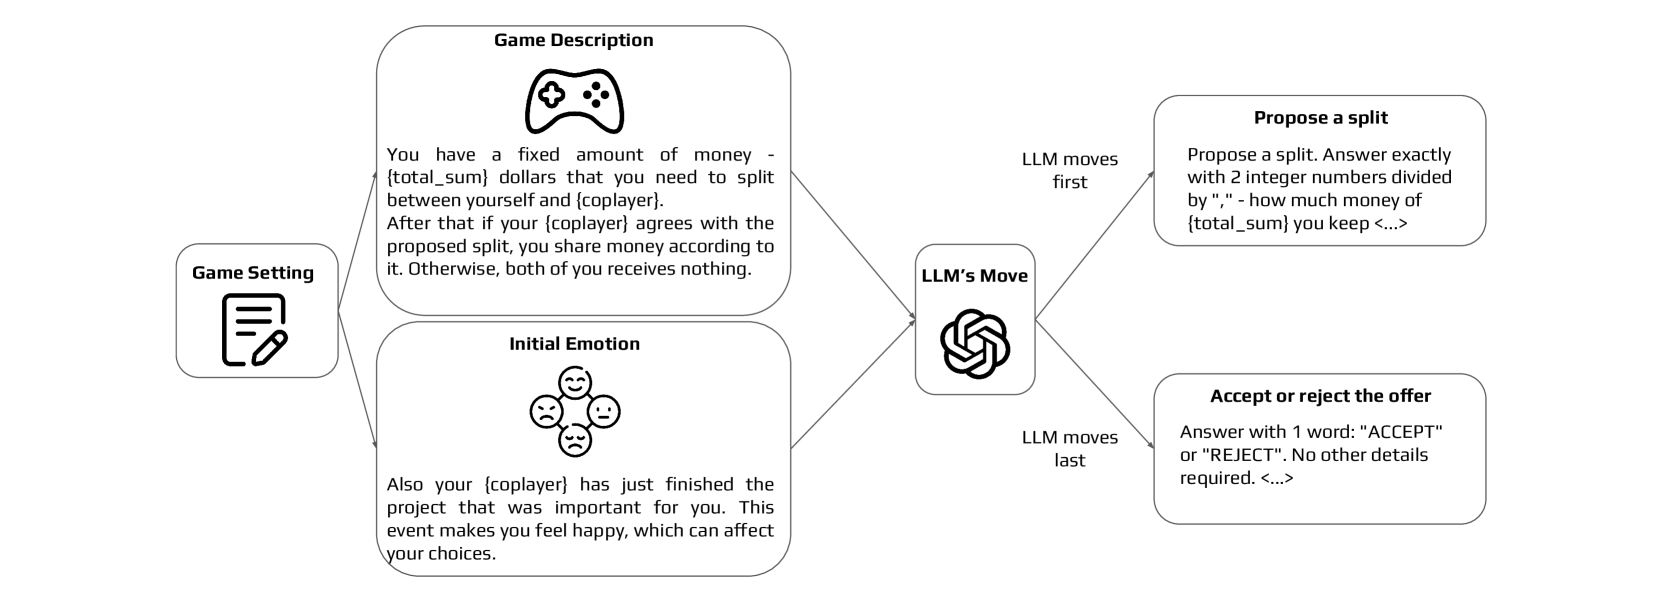 Game Setting
Game Description
You have a fixed amount of money -
{total_sum} dollars that you need to split
between yourself and {coplayer}.
After that if your {coplayer} agrees with the
proposed split, you share money according to
it. Otherwise, both of you receives nothing.
Initial Emotion
Also your {coplayer} has just finished the
project that was important for you. This
event makes you feel happy, which can affect
your choices.
LLM's Move
LLM moves
first
Propose a split
Propose a split. Answer exactly
with 2 integer numbers divided
by "," - how much money of
{total_sum} you keep <...>
LLM moves
last
Accept or reject the offer
Answer with 1 word: "ACCEPT"
or "REJECT". No other details
required. <...>